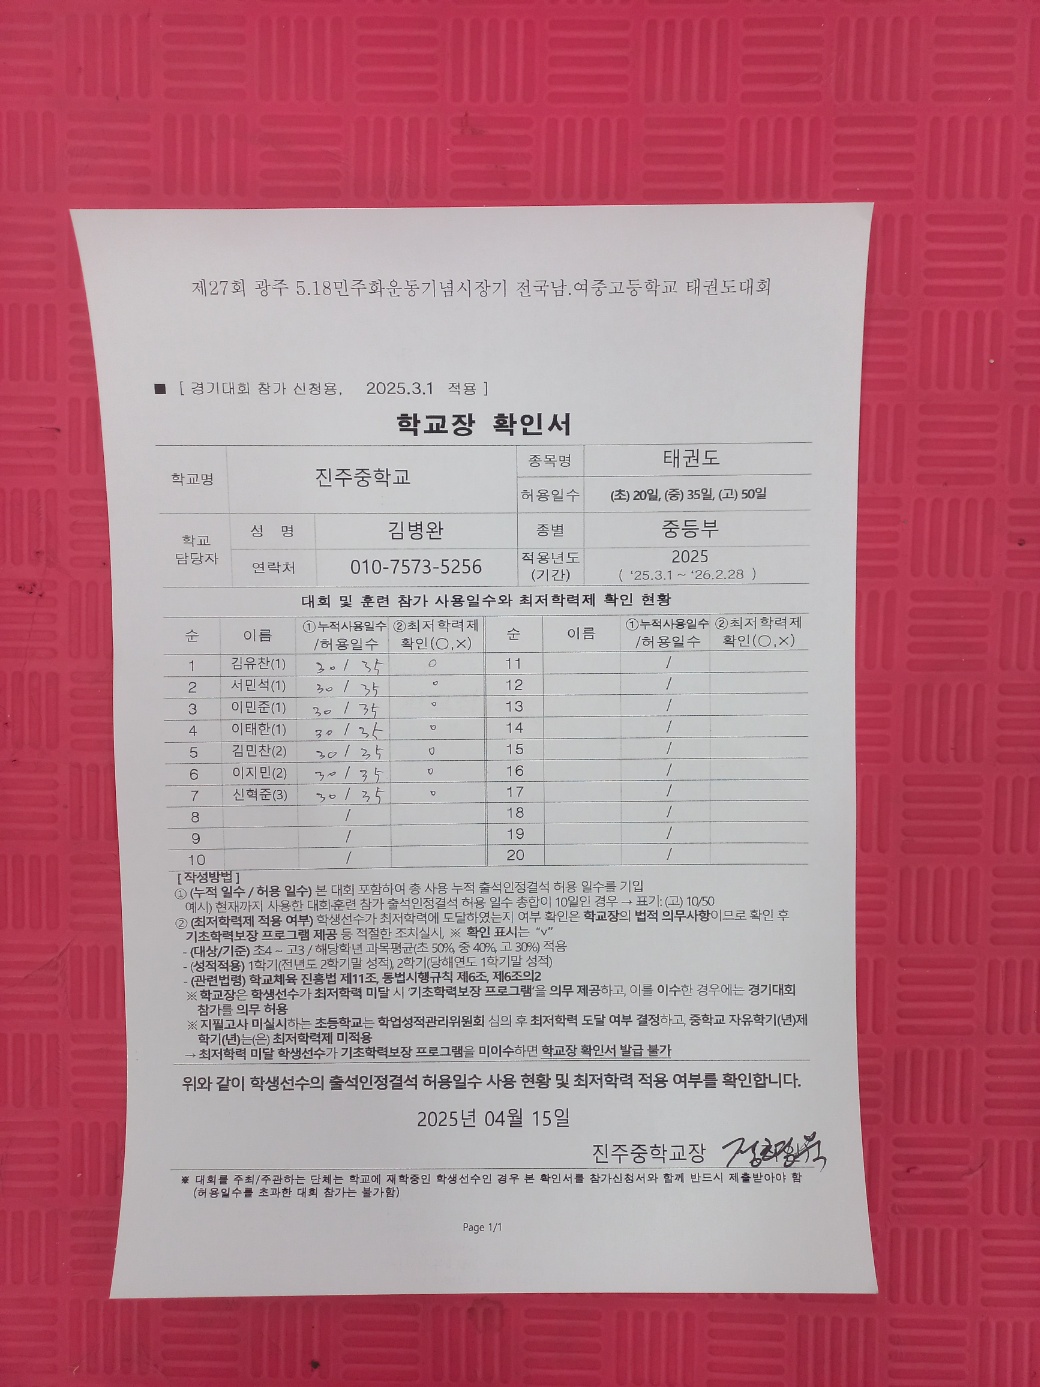 제27회 광주 5.18민주화운동기념시장기 전국남.여중고등학교 태권도대회
■ [ 경기대회 참가 신청용, 2025.3.1 적용 ]
학교장 확인서
학교명 진주중학교 종목명 태권도
허용일수 (초) 20일, (중) 35일, (고) 50일
학교 담당자 성 명 김병완 종별 중등부
연락처 010-7573-5256 적용년도 (기간) 2025 ( ‘25.3.1 ~ ‘26.2.28 )
대회 및 훈련 참가 사용일수와 최저학력제 확인 현황
순 이름 ①누적사용일수 /허용일수 ②최저학력제 확인(○,×) 순 이름 ①누적사용일수 /허용일수 ②최저학력제 확인(○,×)
1 김유찬(1) 30 / 35 ○ 11 /
2 서민석(1) 30 / 35 ○ 12 /
3 이민준(1) 30 / 35 ○ 13 /
4 이태한(1) 30 / 35 ○ 14 /
5 김민찬(2) 30 / 35 ○ 15 /
6 이지민(2) 30 / 35 ○ 16 /
7 신혁준(3) 30 / 35 ○ 17 /
8 / 18 /
9 / 19 /
10 / 20 /
[작성방법]
① (누적 일수 / 허용 일수) 본 대회 포함하여 총 사용 누적 출석인정결석 허용 일수를 기입
예시) 현재까지 사용한 대회·훈련 참가 출석인정결석 허용 일수 총합이 10일인 경우 → 표기: (고) 10/50
② (최저학력제 적용 여부) 학생선수가 최저학력에 도달하였는지 여부 확인은 학교장의 법적 의무사항이므로 확인 후
기초학력보장 프로그램 제공 등 적절한 조치실시, ※ 확인 표시는 “v”
- (대상/기준) 초4 ~ 고3 / 해당학년 과목평균(초 50%, 중 40%, 고 30%) 적용
- (성적적용) 1학기(전년도 2학기말 성적), 2학기(당해연도 1학기말 성적)
- (관련법령) 학교체육 진흥법 제11조, 동법시행규칙 제6조, 제6조의2
※ 학교장은 학생선수가 최저학력 미달 시 ‘기초학력보장 프로그램’을 의무 제공하고, 이를 이수한 경우에는 경기대회
참가를 의무 허용
※ 지필고사 미실시하는 초등학교는 학업성적관리위원회 심의 후 최저학력 도달 여부 결정하고, 중학교 자유학기(년)제
학기(년)는(은) 최저학력제 미적용
→ 최저학력 미달 학생선수가 기초학력보장 프로그램을 미이수하면 학교장 확인서 발급 불가
위와 같이 학생선수의 출석인정결석 허용일수 사용 현황 및 최저학력 적용 여부를 확인합니다.
2025년 04월 15일
진주중학교장
※ 대회를 주최/주관하는 단체는 학교에 재학중인 학생선수인 경우 본 확인서를 참가신청서와 함께 반드시 제출받아야 함
(허용일수를 초과한 대회 참가는 불가함)
Page 1/1